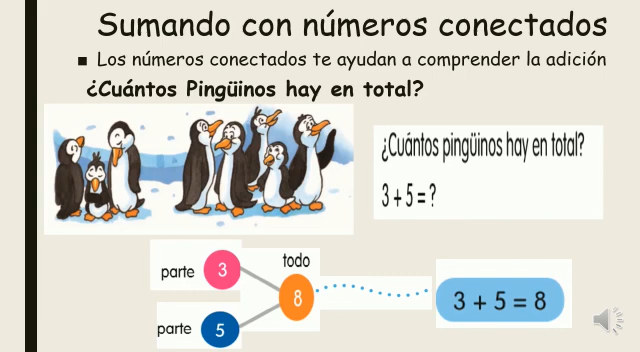 Sumando con números conectados
■ Los números conectados te ayudan a comprender la adición
¿Cuántos Pingüinos hay en total?
¿Cuántos pingüinos hay en total?
3 + 5 = ?
parte 3
todo
8
parte 5
3 + 5 = 8